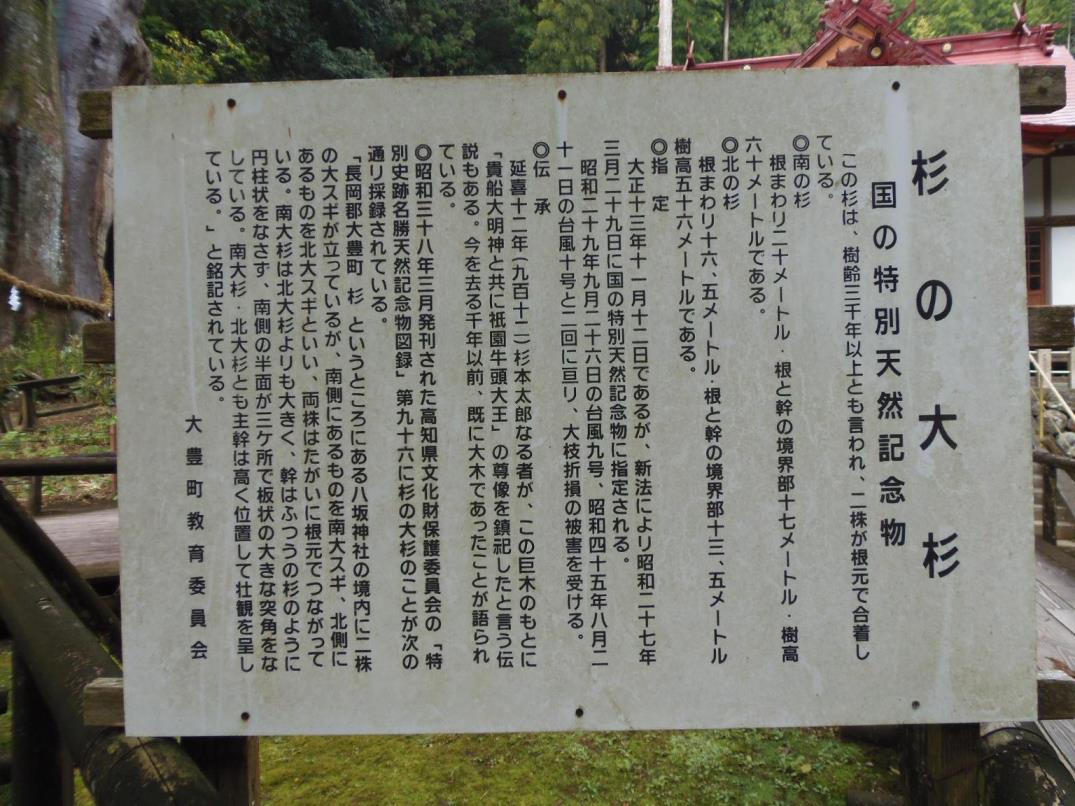 杉の大杉
国の特別天然記念物
この杉は、樹齢三千年以上とも言われ、二株が根元で合着し
ている。
◎南の杉
根まわり二十メートル・根と幹の境界部十七メートル・樹高
六十メートルである。
◎北の杉
根まわり十六、五メートル・根と幹の境界部十三、五メートル
樹高五十六メートルである。
◎指　定
大正十三年十一月十二日であるが、新法により昭和二十七年
三月二十九日に国の特別天然記念物に指定される。
昭和二十九年九月二十六日の台風九号、昭和四十五年八月二
十一日の台風十号と二回に亘り、大枝折損の被害を受ける。
◎伝　承
延喜十二年（九百十二）杉本太郎なる者が、この巨木のもとに
「貴船大明神と共に祇園牛頭大王」の尊像を鎮祀したと言う伝
説もある。今を去る千年以前、既に大木であったことが語られ
ている。
◎昭和三十八年三月発刊された高知県文化財保護委員会の「特
別史跡名勝天然記念物図録」第九十六に杉の大杉のことが次の
通り採録されている。
「長岡郡大豊町　杉　というところにある八坂神社の境内に二株
の大スギが立っているが、南側にあるものを南大スギ、北側に
あるものを北大スギといい、両株はたがいに根元でつながって
いる。南大杉は北大杉よりも大きく、幹はふつうの杉のように
円柱状をなさず、南側の半面が三ケ所で板状の大きな突角をな
している。南大杉・北大杉とも主幹は高く位置して壮観を呈し
ている。」と銘記されている。
大豊町教育委員会